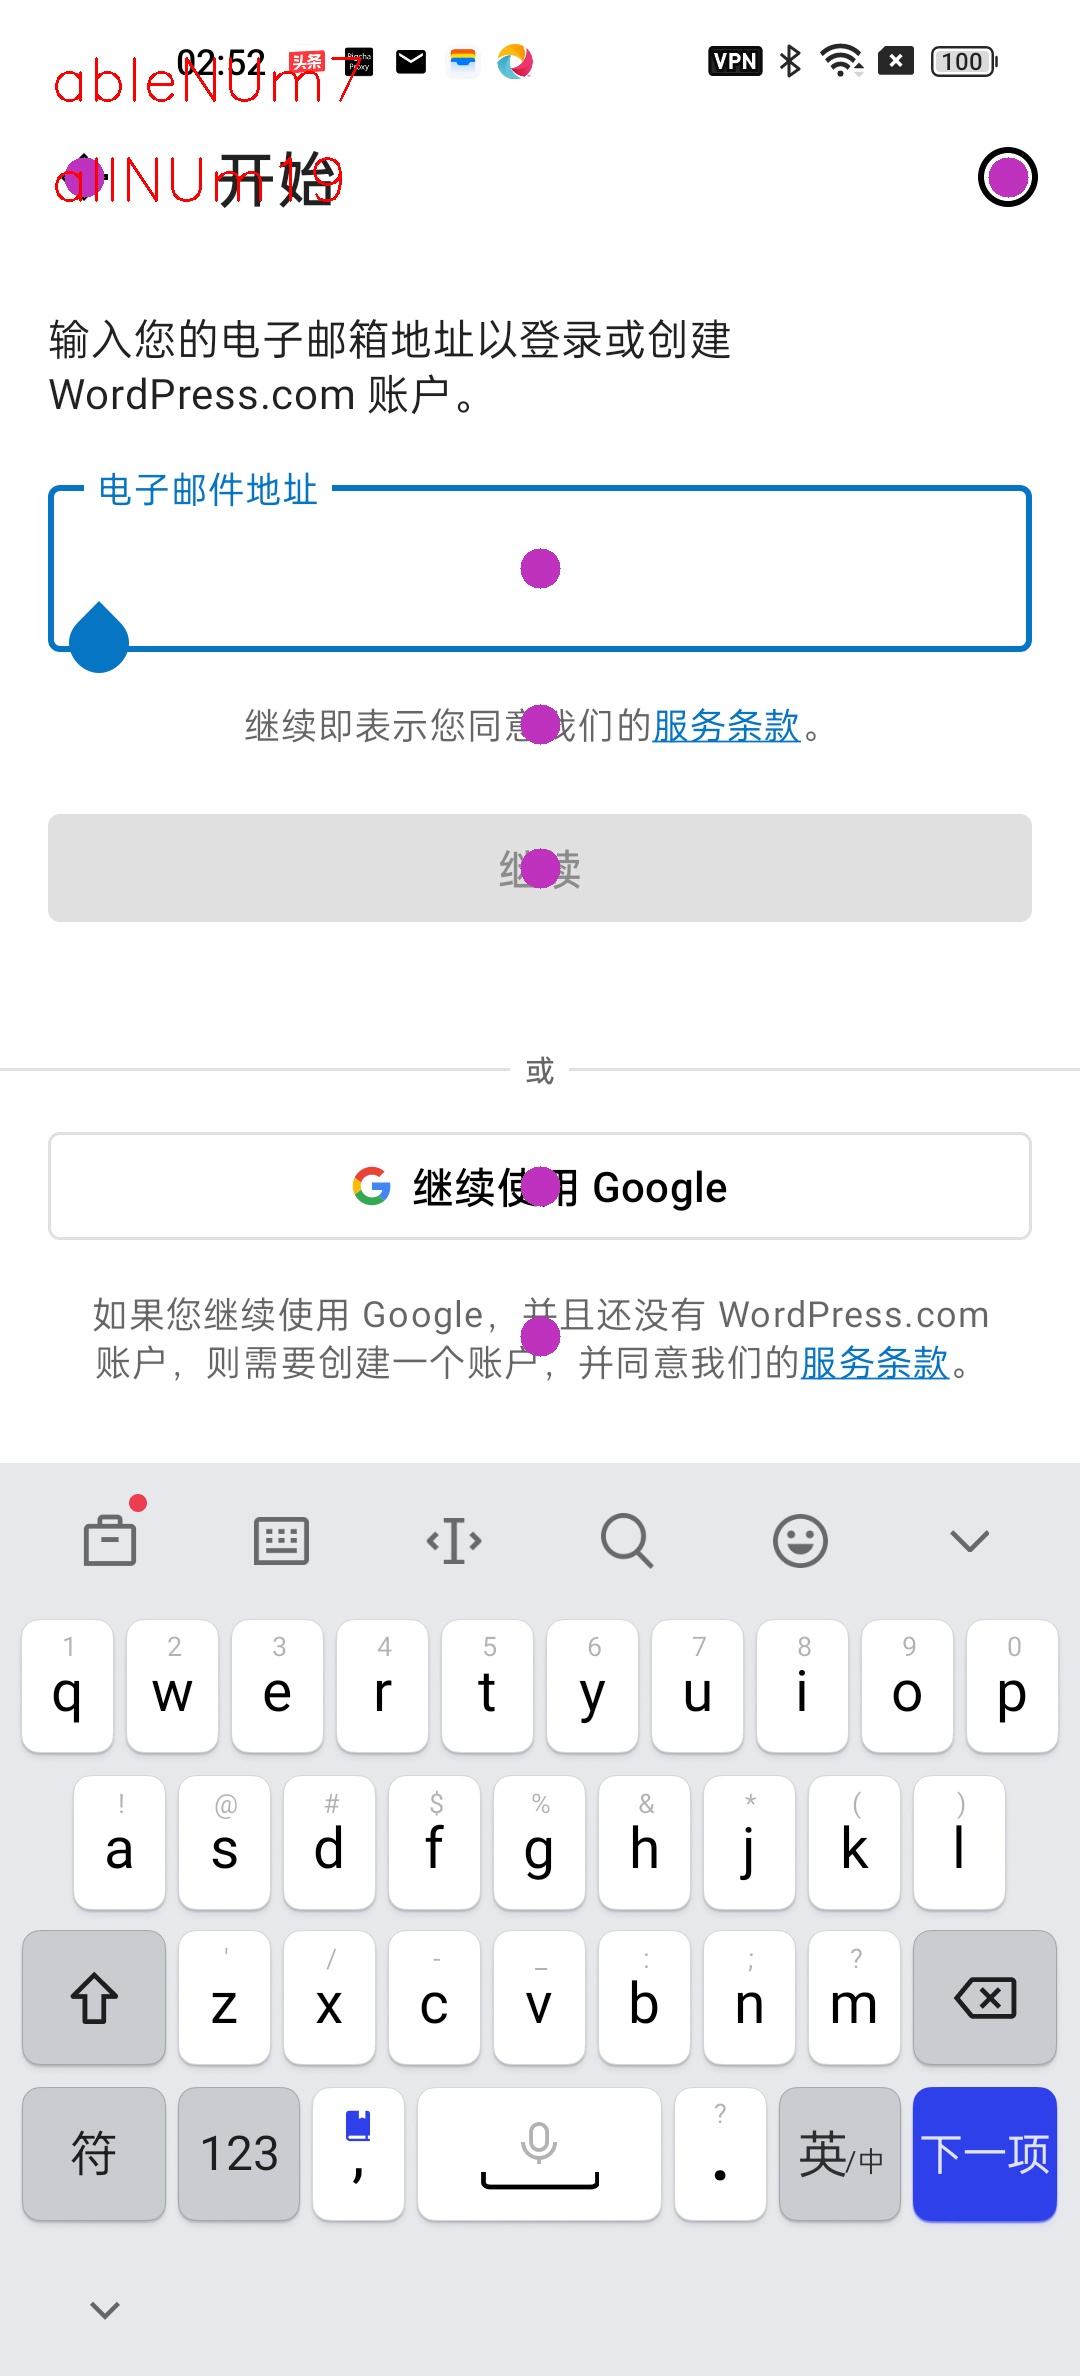 02:52
头条
VPN
100
ableNUm7
allNUm19
开始
输入您的电子邮箱地址以登录或创建
WordPress.com 账户。
电子邮件地址
继续即表示您同意我们的服务条款。
继续
或
继续使用 Google
如果您继续使用 Google，并且还没有 WordPress.com
账户，则需要创建一个账户，并同意我们的服务条款。
1 2 3 4 5 6 7 8 9 0
q w e r t y u i o p
! @ # $ % & * ( )
a s d f g h j k l
' / - _ : ; ?
z x c v b n m
?
符 123 , . 英/中 下一项